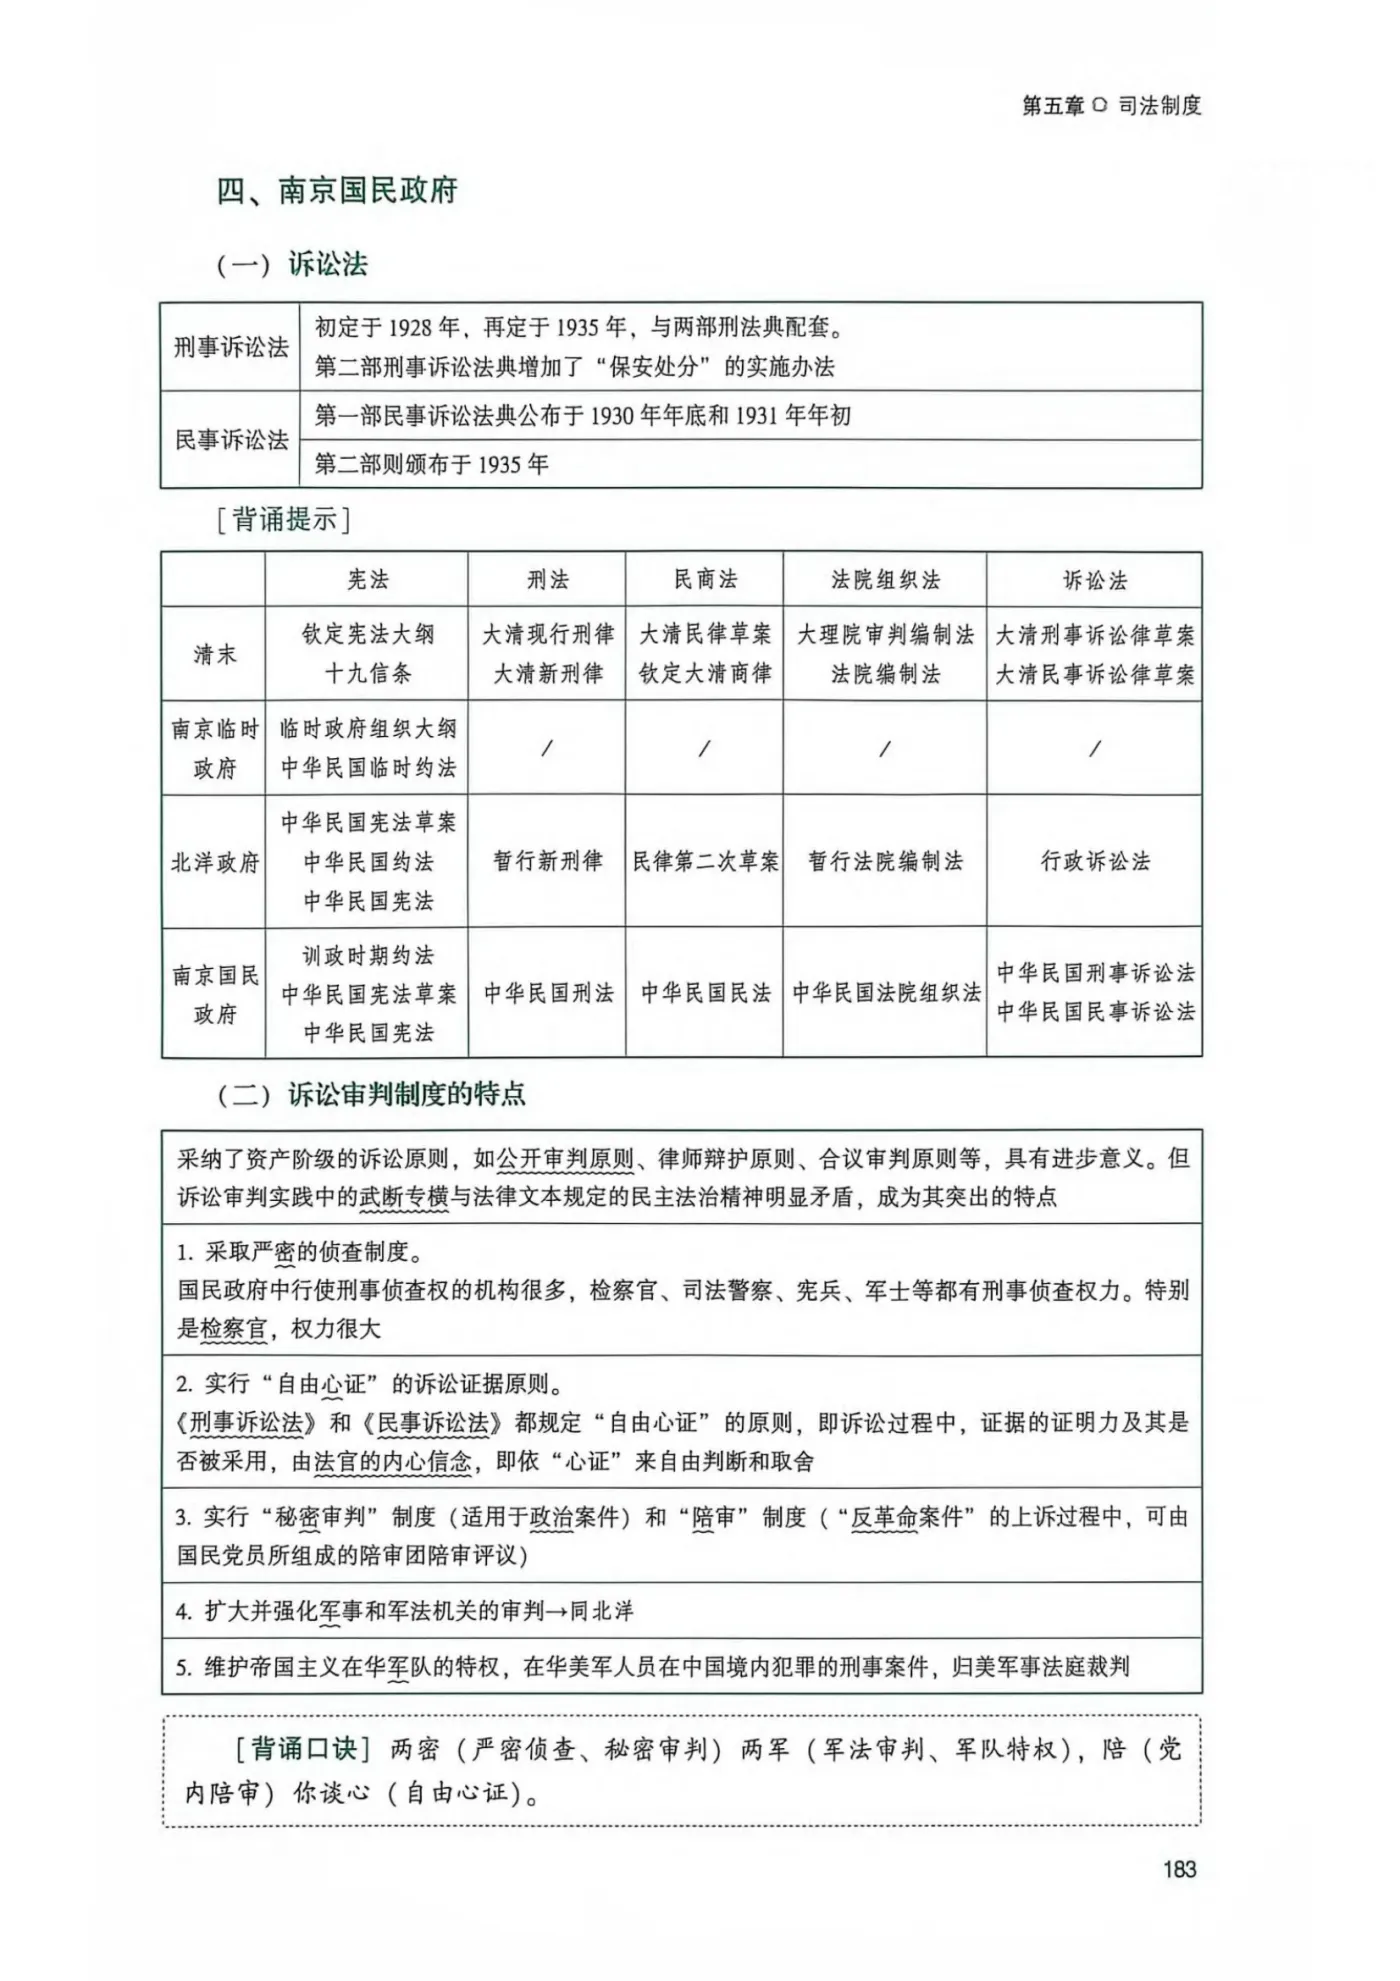 第五章 司法制度
四、南京国民政府
（一）诉讼法
刑事诉讼法
初定于 1928 年，再定于 1935 年，与两部刑法典配套。
第二部刑事诉讼法典增加了“保安处分”的实施办法
民事诉讼法
第一部民事诉讼法典公布于 1930 年年底和 1931 年年初
第二部则颁布于 1935 年
［背诵提示］
宪法 刑法 民商法 法院组织法 诉讼法
清末
钦定宪法大纲
十九信条
大清现行刑律
大清新刑律
大清民律草案
钦定大清商律
大理院审判编制法
法院编制法
大清刑事诉讼律草案
大清民事诉讼律草案
南京临时
政府
临时政府组织大纲
中华民国临时约法
/ / / /
北洋政府
中华民国宪法草案
中华民国约法
中华民国宪法
暂行新刑律
民律第二次草案
暂行法院编制法
行政诉讼法
南京国民
政府
训政时期约法
中华民国宪法草案
中华民国宪法
中华民国刑法
中华民国民法
中华民国法院组织法
中华民国刑事诉讼法
中华民国民事诉讼法
（二）诉讼审判制度的特点
采纳了资产阶级的诉讼原则，如公开审判原则、律师辩护原则、合议审判原则等，具有进步意义。但
诉讼审判实践中的武断专横与法律文本规定的民主法治精神明显矛盾，成为其突出的特点
1. 采取严密的侦查制度。
国民政府中行使刑事侦查权的机构很多，检察官、司法警察、宪兵、军士等都有刑事侦查权力。特别
是检察官，权力很大
2. 实行“自由心证”的诉讼证据原则。
《刑事诉讼法》和《民事诉讼法》都规定“自由心证”的原则，即诉讼过程中，证据的证明力及其是
否被采用，由法官的内心信念，即依“心证”来自由判断和取舍
3. 实行“秘密审判”制度（适用于政治案件）和“陪审”制度（“反革命案件”的上诉过程中，可由
国民党员所组成的陪审团陪审评议）
4. 扩大并强化军事和军法机关的审判→同北洋
5. 维护帝国主义在华军队的特权，在华美军人员在中国境内犯罪的刑事案件，归美军事法庭裁判
［背诵口诀］两密（严密侦查、秘密审判）两军（军法审判、军队特权），陪（党
内陪审）你谈心（自由心证）。
183